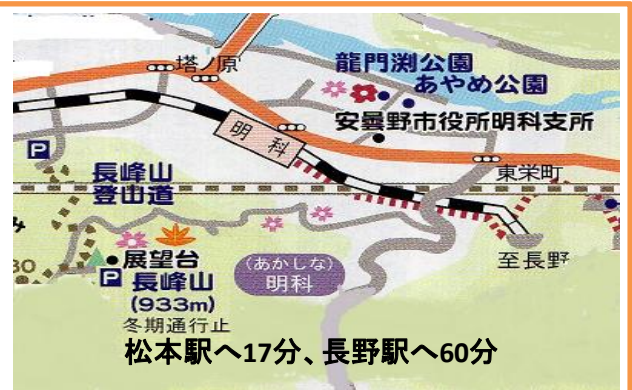 塔ノ原
龍門渕公園
あやめ公園
安曇野市役所明科支所
明科
P
長峰山
登山道
東栄町
み
30
展望台
P 長峰山
(933m)
冬期通行止
(あかしな)
明科
至長野
松本駅へ17分、長野駅へ60分